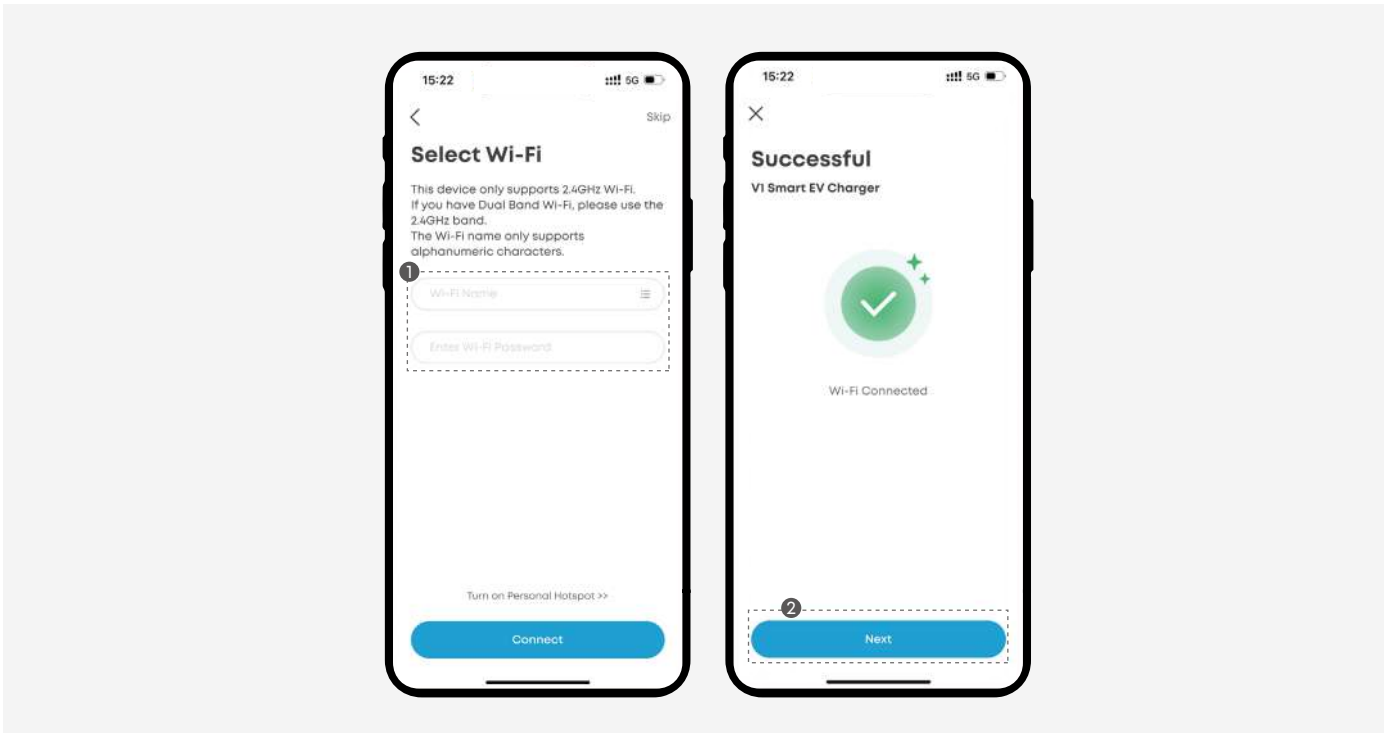 15:22
5G
Skip
Select Wi-Fi
This device only supports 2.4GHz Wi-Fi.
If you have Dual Band Wi-Fi, please use the
2.4GHz band.
The Wi-Fi name only supports
alphanumeric characters.
1
Wi-Fi Name
Enter Wi-Fi Password
Turn on Personal Hotspot >>
Connect
15:22
5G
Successful
V1 Smart EV Charger
Wi-Fi Connected
2
Next